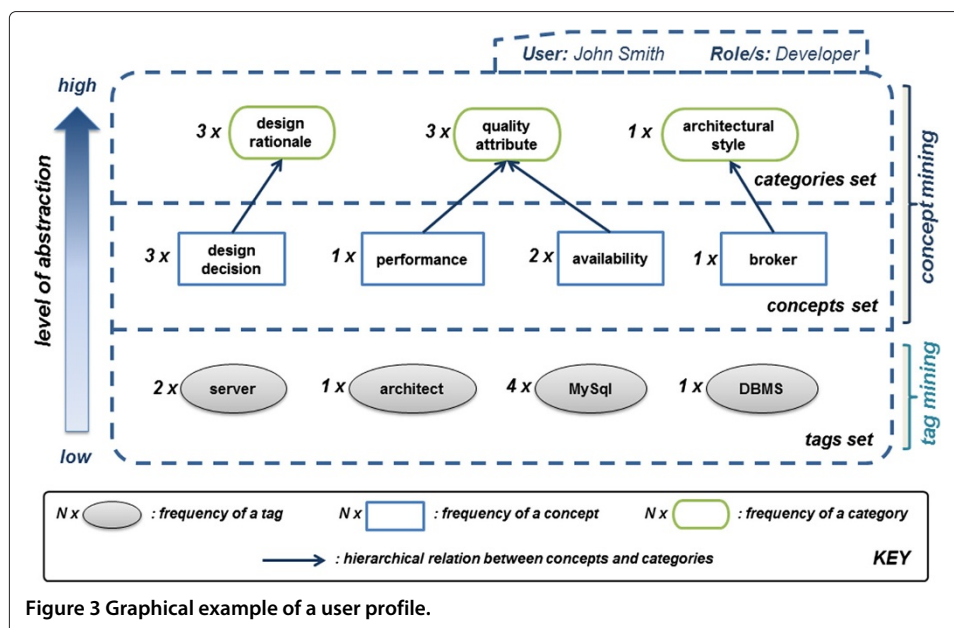 User: John Smith Role/s: Developer
high
level of abstraction
low
3 x
design
rationale
3 x
quality
attribute
1 x
architectural
style
categories set
3 x
design
decision
1 x
performance
2 x
availability
1 x
broker
concepts set
concept mining
2 x
server
1 x
architect
4 x
MySql
1 x
DBMS
tags set
tag mining
N x : frequency of a tag
N x : frequency of a concept
N x : frequency of a category
: hierarchical relation between concepts and categories
KEY
Figure 3 Graphical example of a user profile.